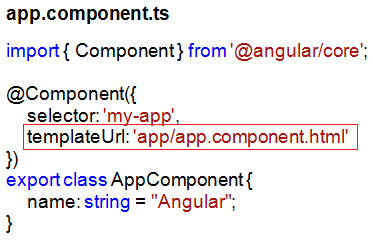 app.component.ts
import { Component } from '@angular/core';
@Component({
selector: 'my-app',
templateUrl: 'app/app.component.html'
})
export class AppComponent {
name: string = "Angular";
}